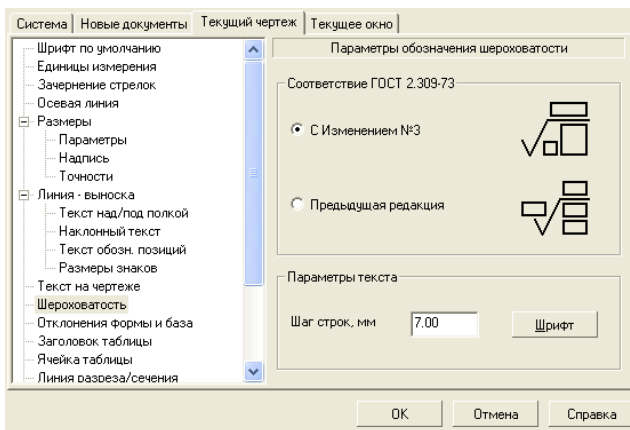 Система
Новые документы
Текущий чертеж
Текущее окно
Шрифт по умолчанию
Единицы измерения
Зачернение стрелок
Осевая линия
Размеры
Параметры
Надпись
Точности
Линия - выноска
Текст над/под полкой
Наклонный текст
Текст обозн. позиций
Размеры знаков
Текст на чертеже
Шероховатость
Отклонения формы и база
Заголовок таблицы
Ячейка таблицы
Линия разреза/сечения
Параметры обозначения шероховатости
Соответствие ГОСТ 2.309-73
С Изменением №3
Предыдущая редакция
Параметры текста
Шаг строк, мм
7.00
Шрифт
OK
Отмена
Справка